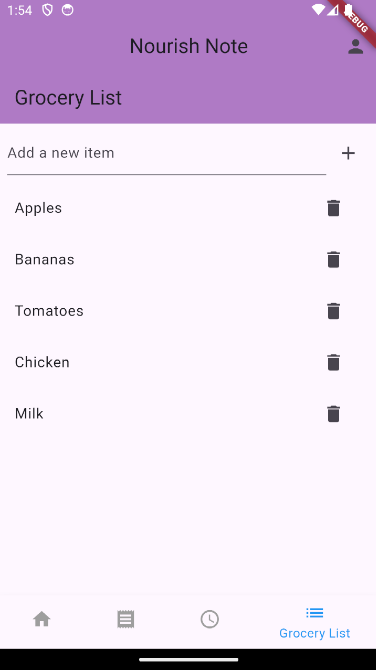 1:54
DEBUG
Nourish Note
Grocery List
Add a new item
Apples
Bananas
Tomatoes
Chicken
Milk
Grocery List